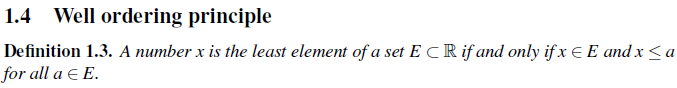 1.4 Well ordering principle
Definition 1.3. A number x is the least element of a set E ⊂ ℝ if and only if x ∈ E and x ≤ a
for all a ∈ E.